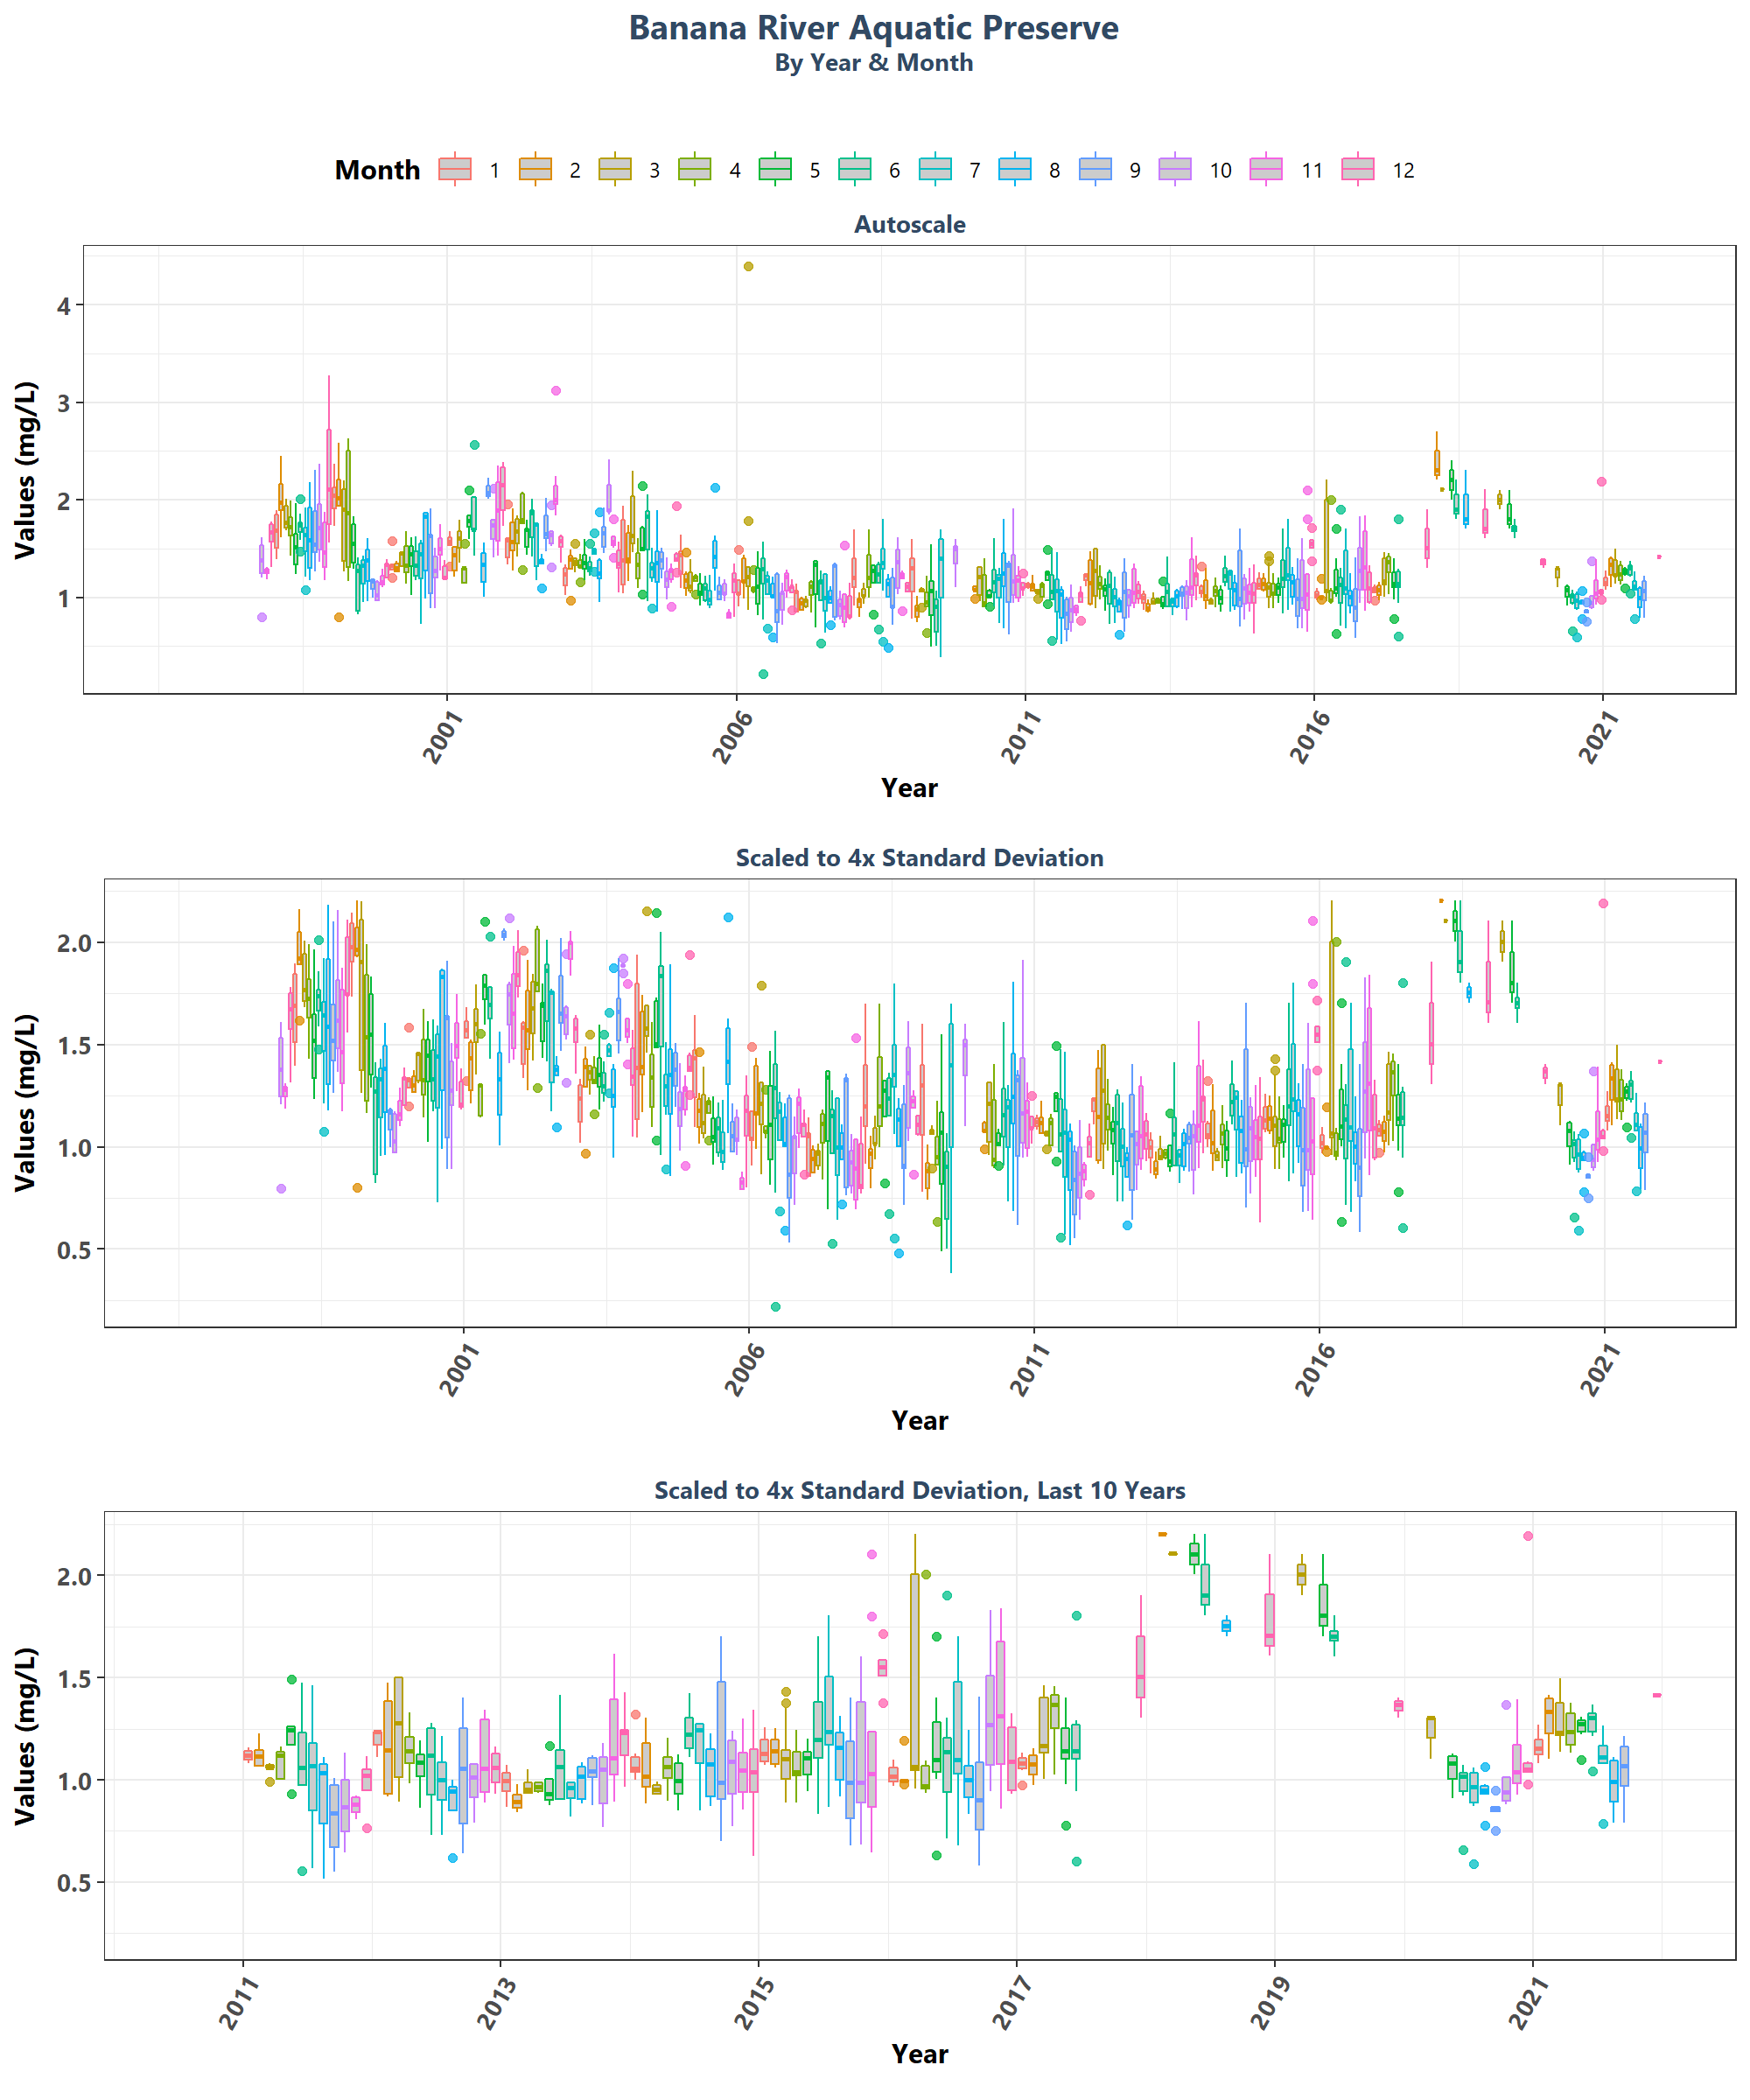 Banana River Aquatic Preserve
By Year & Month
Month 1 2 3 4 5 6 7 8 9 10 11 12
Autoscale
Values (mg/L)
4
3
2
1
2001 2006 2011 2016 2021
Year
Scaled to 4x Standard Deviation
Values (mg/L)
2.0
1.5
1.0
0.5
2001 2006 2011 2016 2021
Year
Scaled to 4x Standard Deviation, Last 10 Years
Values (mg/L)
2.0
1.5
1.0
0.5
2011 2013 2015 2017 2019 2021
Year